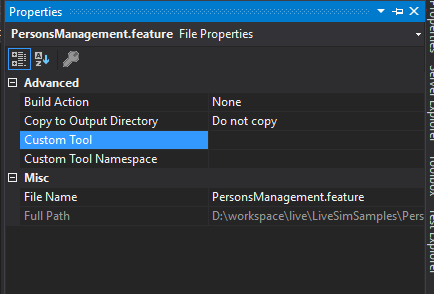 Properties
PersonsManagement.feature File Properties
Advanced
Build Action None
Copy to Output Directory Do not copy
Custom Tool
Custom Tool Namespace
Misc
File Name PersonsManagement.feature
Full Path D:\workspace\live\LiveSimSamples\Pers
Properties
Server Explorer
Toolbox
Test Explorer